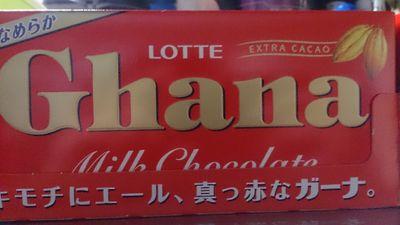 なめらか
LOTTE
EXTRA CACAO
Ghana
Milk Chocolate
キモチにエール、真っ赤なガーナ。